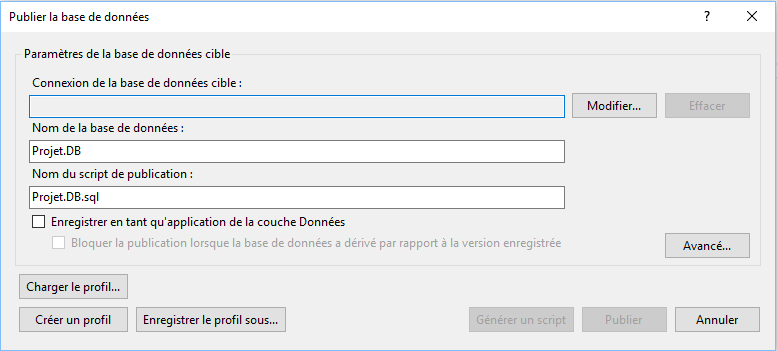 Publier la base de données
?
Paramètres de la base de données cible
Connexion de la base de données cible :
Modifier...
Effacer
Nom de la base de données :
Projet.DB
Nom du script de publication :
Projet.DB.sql
Enregistrer en tant qu'application de la couche Données
Bloquer la publication lorsque la base de données a dérivé par rapport à la version enregistrée
Avancé...
Charger le profil...
Créer un profil
Enregistrer le profil sous...
Générer un script
Publier
Annuler